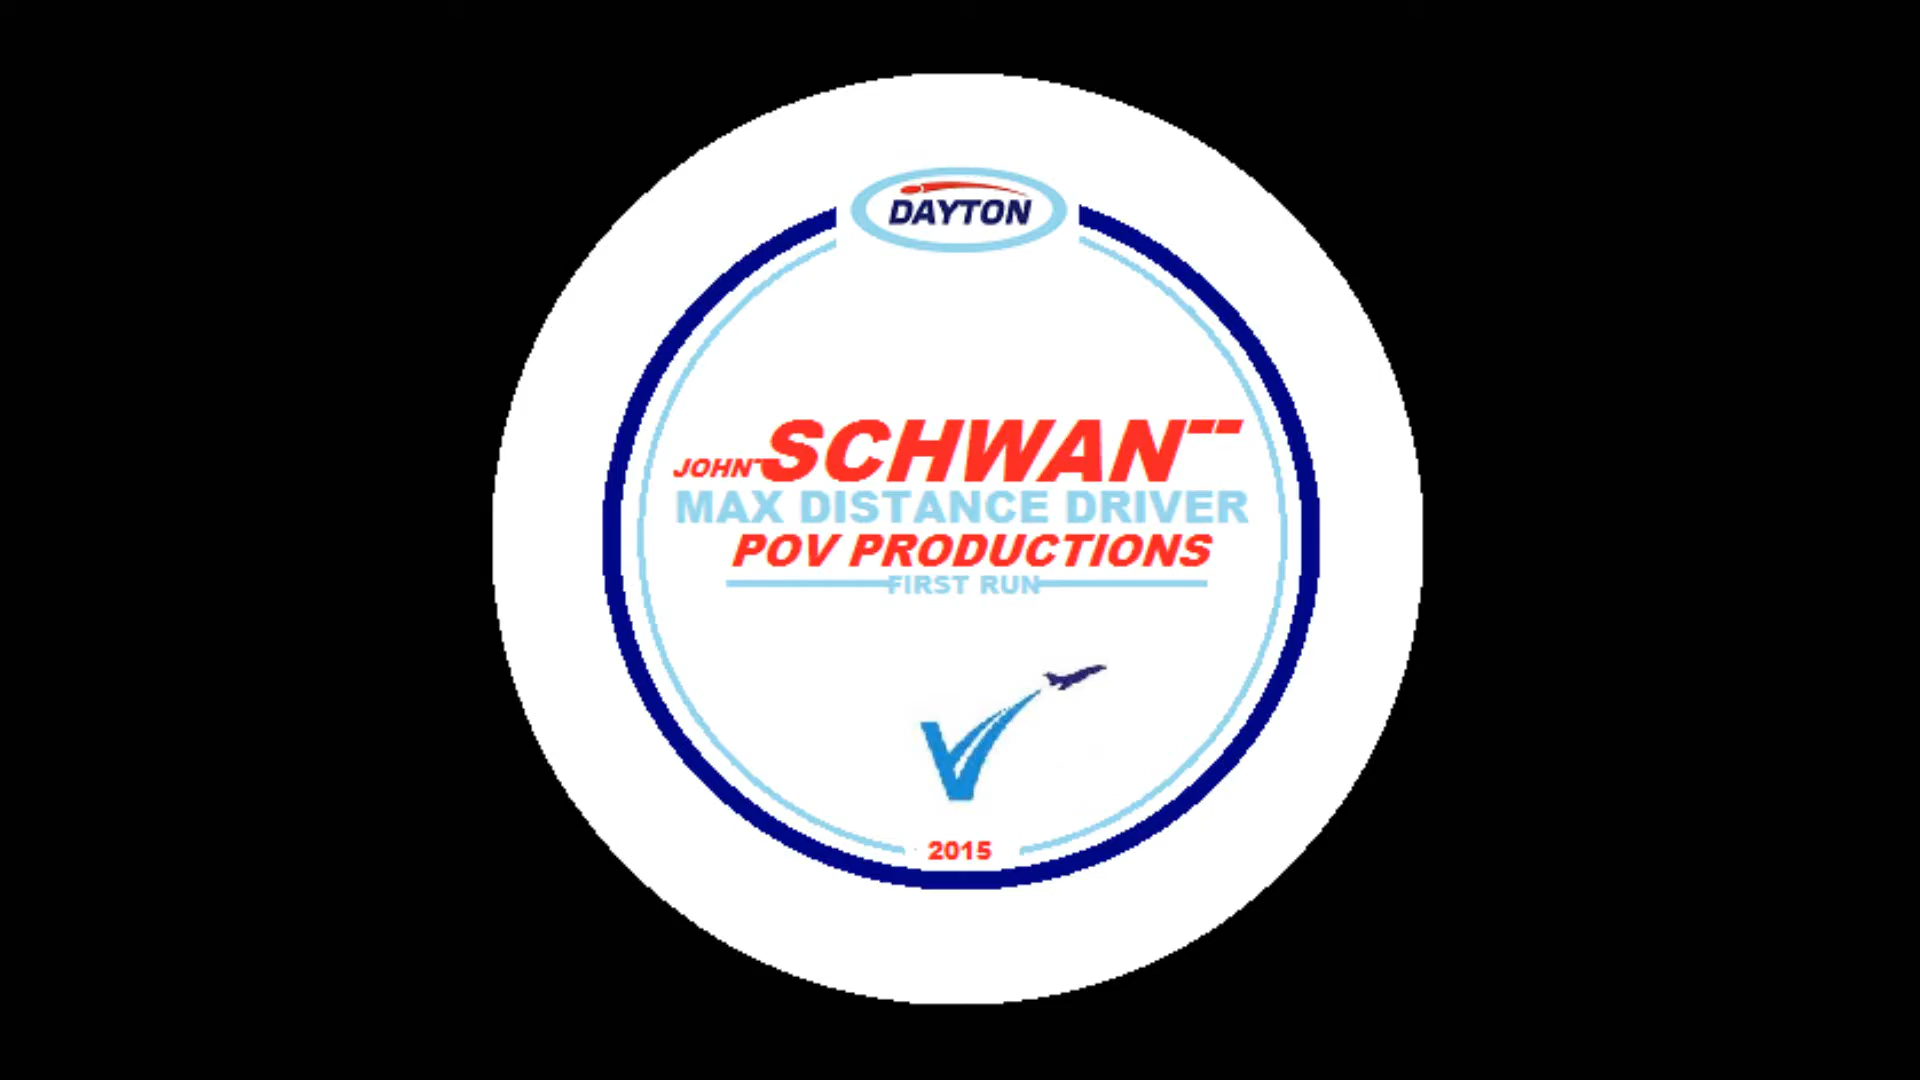 DAYTON
JOHN SCHWAN
MAX DISTANCE DRIVER
POV PRODUCTIONS
FIRST RUN
2015